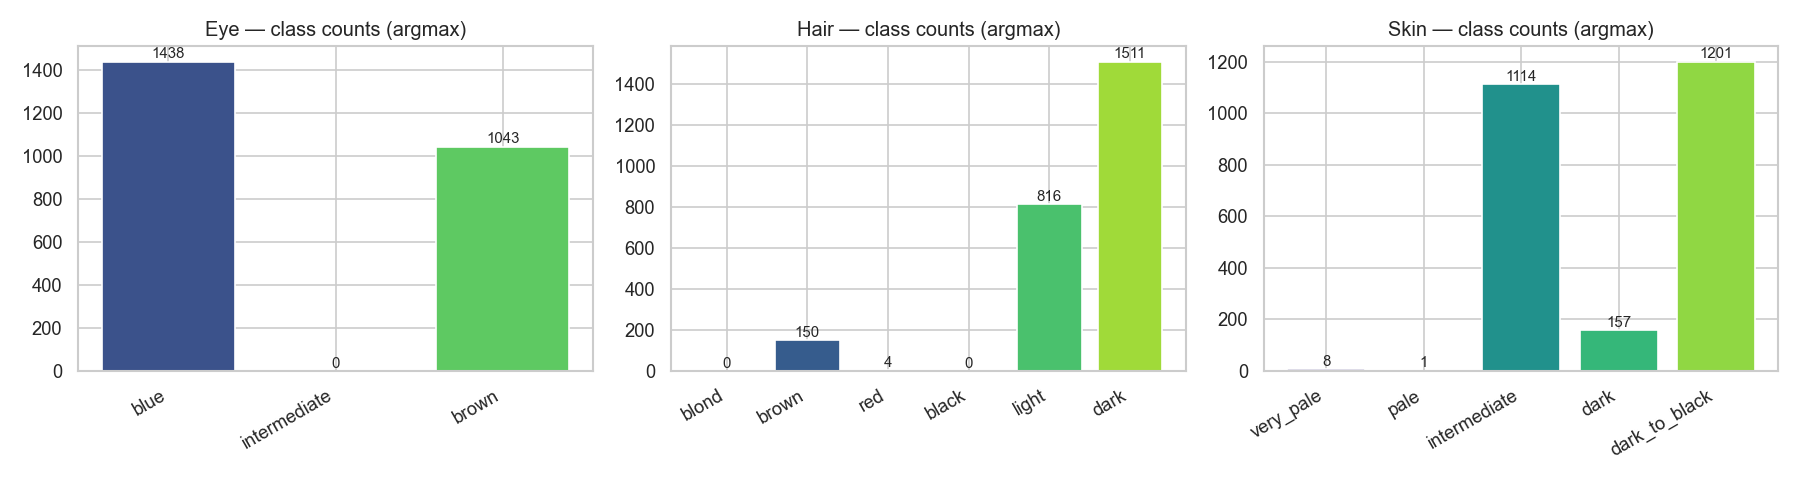 Eye — class counts (argmax)
1438
0
1043
1400
1200
1000
800
600
400
200
0
blue
intermediate
brown
Hair — class counts (argmax)
0
150
4
0
816
1511
1400
1200
1000
800
600
400
200
0
blond
brown
red
black
light
dark
Skin — class counts (argmax)
8
1
1114
157
1201
1200
1000
800
600
400
200
0
very_pale
pale
intermediate
dark
dark_to_black